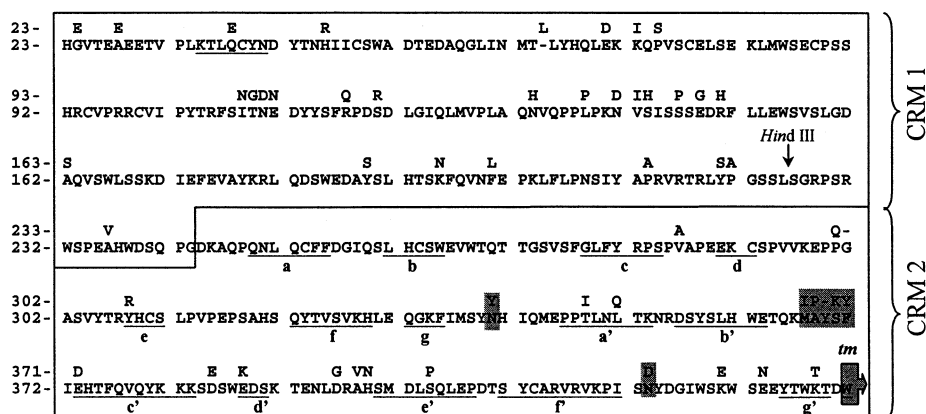 23- E E E R L D I S
23- HGVTEAEETV PLKTLQCYND YTNHIICSWA DTEDAQGLIN MT-LYHQLEK KQPVSCELSE KLMWSECPSS
93- NGDN Q R H P D IH P G H
92- HRCVPRRCVI PYTRFSITNE DYYSFRPDSD LGIQLMVPLA QNVQPPLPKN VSISSSEDRF LLEWSVSLGD
Hind III
163- S S N L A SA
162- AQVSWLSSKD IEFEVAYKRL QDSWEDAYSL HTSKFQVNFE PKLFLPNSIY APRVRTRLYP GSSLSGRPSR
CRM 1
233- V A Q-
232- WSPEAHWDSQ PGDKAQPQNL QCFFDGIQSL HCSWEVWTQT TGSVSFGLFY RPSPVAPEEK CSPVVKEPPG
a b c d
302- R Y I Q IP-KY
302- ASVYTRYHCS LPVPEPSAHS QYTVSVKHLE QGKFIMSYNH IQMEPPTLNL TKNRDSYSLH WETQKMAYSF
e f g a' b'
tm
371- D E K G VN P D E N T
372- IEHTFQVQYK KKSDSWEDSK TENLDRAHSM DLSQLEPDTS YCARVRVKPI SNYDGIWSKW SEEYTWKTDW
c' d' e' f' g'
CRM 2